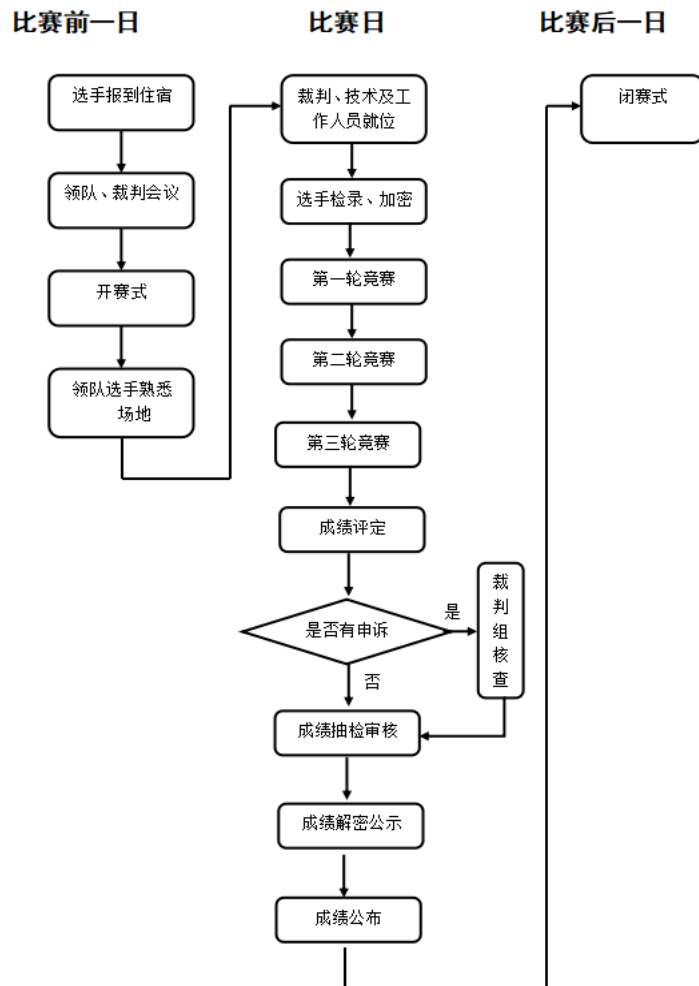 比赛前一日
比赛日
比赛后一日
选手报到住宿
领队、裁判会议
开赛式
领队选手熟悉
场地
裁判、技术及工
作人员就位
选手检录、加密
第一轮竟赛
第二轮竟赛
第三轮竟赛
成绩评定
是否有申诉
是
否
裁
判
组
核
查
成绩抽检审核
成绩解密公示
成绩公布
闭赛式